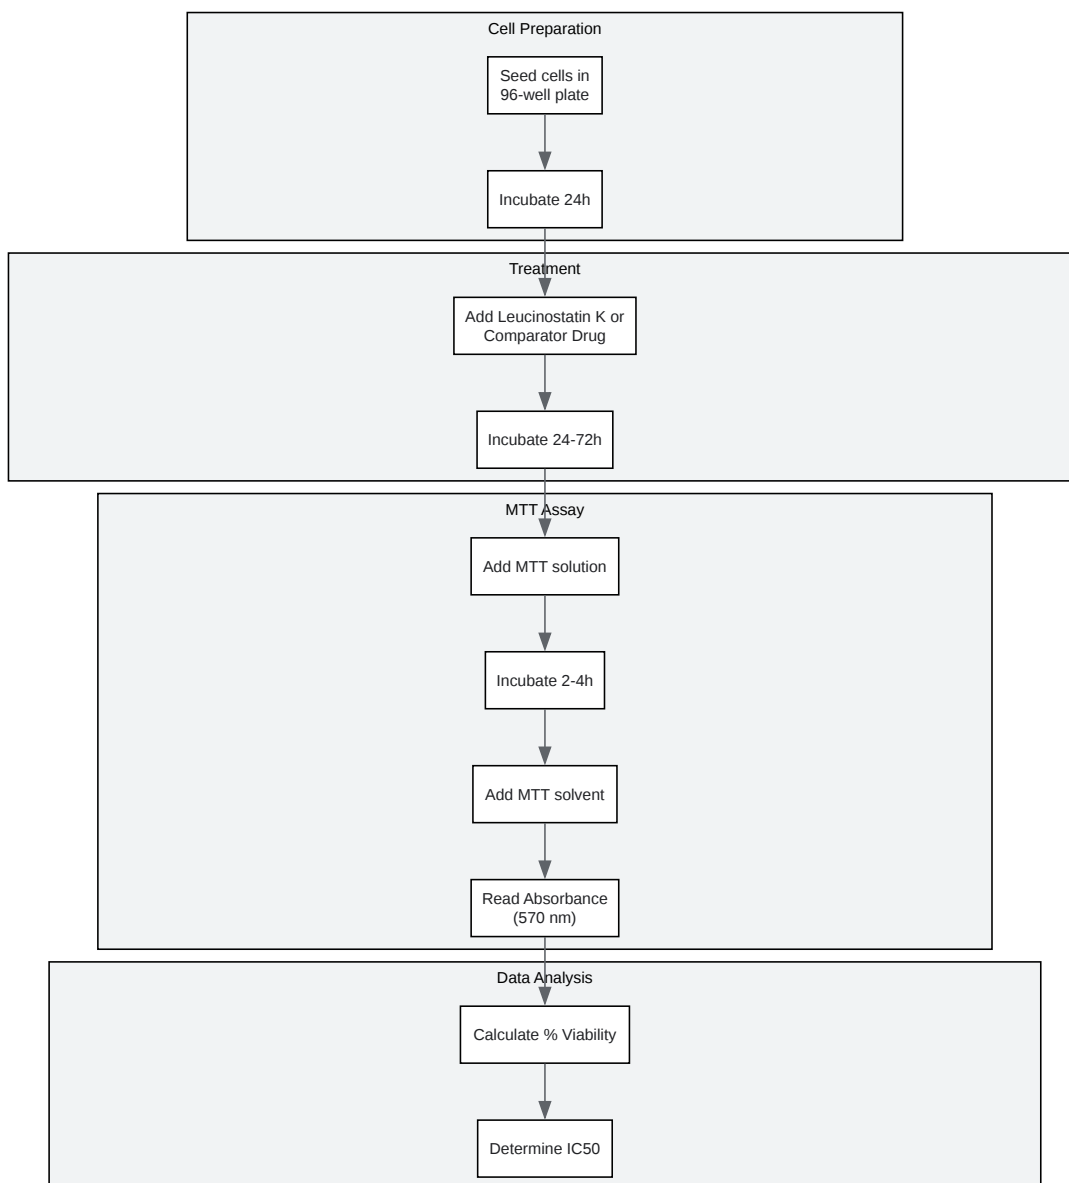 Cell Preparation
Seed cells in
96-well plate
Incubate 24h
Treatment
Add Leucinostatin K or
Comparator Drug
Incubate 24-72h
MTT Assay
Add MTT solution
Incubate 2-4h
Add MTT solvent
Read Absorbance
(570 nm)
Data Analysis
Calculate % Viability
Determine IC50